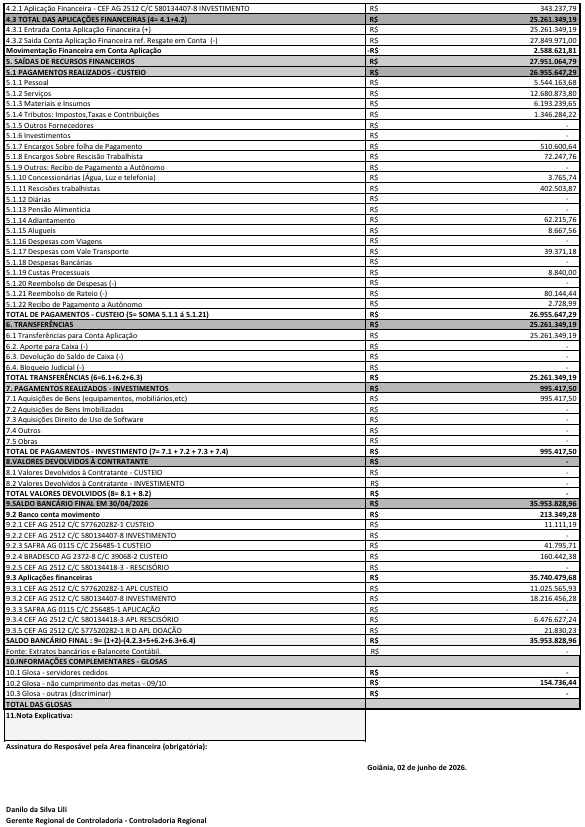 4.2.1 Aplicação Financeira - CEF AG 2512 C/C 580134407-8 INVESTIMENTO R$ 343.237,79
4.3 TOTAL DAS APLICAÇÕES FINANCEIRAS (4= 4.1+4.2) R$ 25.261.349,19
4.3.1 Entrada Conta Aplicação Financeira (+) R$ 25.261.349,19
4.3.2 Saida Conta Aplicação Financeira ref. Resgate em Conta (-) R$ 27.849.971,00
Movimentação Financeira em Conta Aplicação -R$ 2.588.621,81
5. SAÍDAS DE RECURSOS FINANCEIROS R$ 27.951.064,79
5.1 PAGAMENTOS REALIZADOS - CUSTEIO R$ 26.955.647,29
5.1.1 Pessoal R$ 5.544.163,68
5.1.2 Serviços R$ 12.680.873,80
5.1.3 Materiais e Insumos R$ 6.193.239,65
5.1.4 Tributos: Impostos,Taxas e Contribuições R$ 1.346.284,22
5.1.5 Outros Fornecedores R$ -
5.1.6 Investimentos R$ -
5.1.7 Encargos Sobre folha de Pagamento R$ 510.600,64
5.1.8 Encargos Sobre Rescisão Trabalhista R$ 72.247,76
5.1.9 Outros: Recibo de Pagamento a Autônomo R$ -
5.1.10 Concessionárias (Água, Luz e telefonia) R$ 3.765,74
5.1.11 Rescisões trabalhistas R$ 402.503,87
5.1.12 Diárias R$ -
5.1.13 Pensão Alimenticia R$ -
5.1.14 Adiantamento R$ 62.215,76
5.1.15 Alugueis R$ 8.667,56
5.1.16 Despesas com Viagens R$ -
5.1.17 Despesas com Vale Transporte R$ 39.371,18
5.1.18 Despesas Bancárias R$ -
5.1.19 Custas Processuais R$ 8.840,00
5.1.20 Reembolso de Despesas (-) R$ -
5.1.21 Reembolso de Rateio (-) R$ 80.144,44
5.1.22 Recibo de Pagamento a Autônomo R$ 2.728,99
TOTAL DE PAGAMENTOS - CUSTEIO (5= SOMA 5.1.1 á 5.1.21) R$ 26.955.647,29
6. TRANSFERÊNCIAS R$ 25.261.349,19
6.1 Transferências para Conta Aplicação R$ 25.261.349,19
6.2. Aporte para Caixa (-) R$ -
6.3. Devolução do Saldo de Caixa (-) R$ -
6.4. Bloqueio Judicial (-) R$ -
TOTAL TRANSFERÊNCIAS (6=6.1+6.2+6.3) R$ 25.261.349,19
7. PAGAMENTOS REALIZADOS - INVESTIMENTOS R$ 995.417,50
7.1 Aquisições de Bens (equipamentos, mobiliários,etc) R$ 995.417,50
7.2 Aquisições de Bens Imobilizados R$ -
7.3 Aquisições Direito de Uso de Software R$ -
7.4 Outros R$ -
7.5 Obras R$ -
TOTAL DE PAGAMENTOS - INVESTIMENTO (7= 7.1 + 7.2 + 7.3 + 7.4) R$ 995.417,50
8.VALORES DEVOLVIDOS À CONTRATANTE R$ -
8.1 Valores Devolvidos à Contratante - CUSTEIO R$ -
8.2 Valores Devolvidos à Contratante - INVESTIMENTO R$ -
TOTAL VALORES DEVOLVIDOS (8= 8.1 + 8.2) R$ -
9.SALDO BANCÁRIO FINAL EM 30/04/2026 R$ 35.953.828,96
9.2 Banco conta movimento R$ 213.349,28
9.2.1 CEF AG 2512 C/C 577620282-1 CUSTEIO R$ 11.111,19
9.2.2 CEF AG 2512 C/C 580134407-8 INVESTIMENTO R$ -
9.2.3 SAFRA AG 0115 C/C 256485-1 CUSTEIO R$ 41.795,71
9.2.4 BRADESCO AG 2372-8 C/C 39068-2 CUSTEIO R$ 160.442,38
9.2.5 CEF AG 2512 C/C 580134418-3 - RESCISÓRIO R$ -
9.3 Aplicações financeiras R$ 35.740.479,68
9.3.1 CEF AG 2512 C/C 577620282-1 APL CUSTEIO R$ 11.025.565,93
9.3.2 CEF AG 2512 C/C 580134407-8 INVESTIMENTO R$ 18.216.456,28
9.3.3 SAFRA AG 0115 C/C 256485-1 APLICAÇÃO R$ -
9.3.4 CEF AG 2512 C/C 580134418-3 APL RESCISÓRIO R$ 6.476.627,24
9.3.5 CEF AG 2512 C/C 577520282-1 R D APL DOAÇÃO R$ 21.830,23
SALDO BANCÁRIO FINAL : 9= (1+2)-(4.2.3+5+6.2+6.3+6.4) R$ 35.953.828,96
Fonte: Extratos bancários e Balancete Contábil. R$ -
10.INFORMAÇÕES COMPLEMENTARES - GLOSAS
10.1 Glosa - servidores cedidos R$ -
10.2 Glosa - não cumprimento das metas - 09/10 R$ 154.736,44
10.3 Glosa - outras (discriminar) R$ -
TOTAL DAS GLOSAS
11.Nota Explicativa:
Assinatura do Resposável pela Area financeira (obrigatória):
Goiânia, 02 de junho de 2026.
Danilo da Silva Lili
Gerente Regional de Controladoria - Controladoria Regional